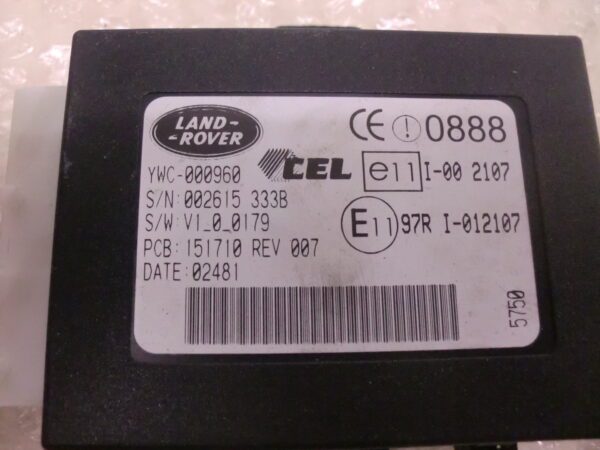 LAND-
ROVER
CE ! 0888
YWC-000960
CEL
e11 I-00 2107
S/N:002615 333B
S/W:V1_0_0179
E11 97R I-012107
PCB:151710 REV 007
DATE:02481
5750